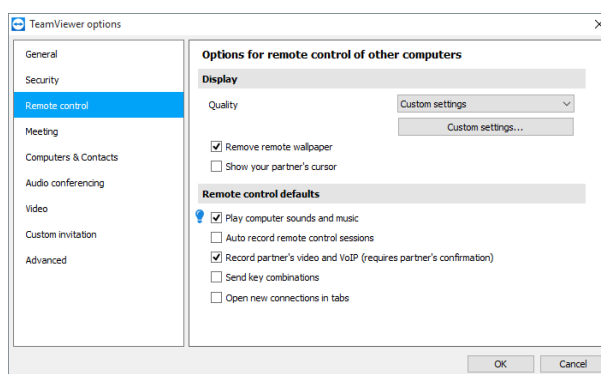 TeamViewer options
General
Security
Remote control
Meeting
Computers & Contacts
Audio conferencing
Video
Custom invitation
Advanced
Options for remote control of other computers
Display
Quality
Custom settings
Custom settings...
Remove remote wallpaper
Show your partner's cursor
Remote control defaults
Play computer sounds and music
Auto record remote control sessions
Record partner's video and VoIP (requires partner's confirmation)
Send key combinations
Open new connections in tabs
OK
Cancel